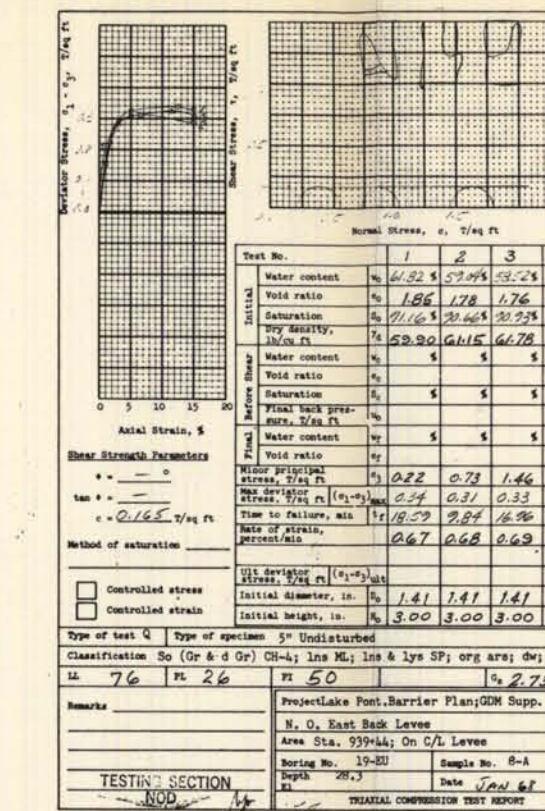 Deviator Stress, σ1 - σ3, T/sq ft
Shear Stress, τ, T/sq ft
0 5 10 15 20
Axial Strain, %
Normal Stress, σ, T/sq ft
Shear Strength Parameters
φ = — °
tan φ = —
c = 0.165 T/sq ft
Method of saturation
Controlled stress
Controlled strain
Test No. 1 2 3
Initial
Water content w₀ 61.32 % 59.04% 53.52%
Void ratio e₀ 1.85 1.78 1.76
Saturation S₀ 91.16 % 90.66% 90.93%
Dry density, lb/cu ft γd 59.90 61.15 61.78
Before Shear
Water content wc % % %
Void ratio ec
Saturation Sc % % %
Final back pressure, T/sq ft u₀
Final
Water content wf % % %
Void ratio ef
Minor principal stress, T/sq ft σ3 0.22 0.73 1.46
Max deviator stress, T/sq ft (σ1-σ3)max 0.34 0.31 0.33
Time to failure, min tf 18.59 9.84 16.96
Rate of strain, percent/min 0.67 0.68 0.69
Ult deviator stress, T/sq ft (σ1-σ3)ult
Initial diameter, in. D₀ 1.41 1.41 1.41
Initial height, in. H₀ 3.00 3.00 3.00
Type of test Q Type of specimen 5" Undisturbed
Classification So (Gr & d Gr) CH-4; lns ML; lns & lys SP; org ars; dw;
LL 76 PL 26 PI 50 Gs 2.73
Remarks
Project Lake Pont.Barrier Plan;GDM Supp.
N. O. East Back Levee
Area Sta. 939+44; On C/L Levee
Boring No. 19-EU Sample No. 8-A
Depth El 28.3 Date JAN 68
TESTING SECTION
NOD
TRIAXIAL COMPRESSION TEST REPORT